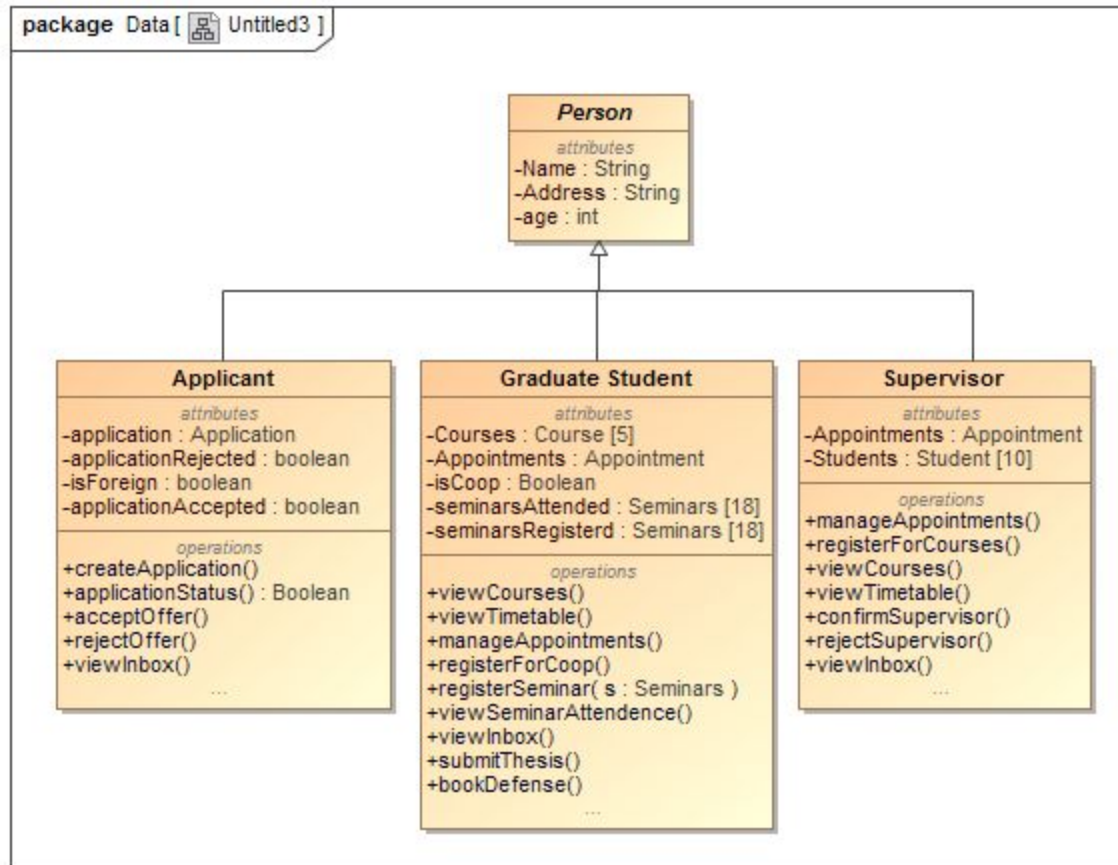 package Data [ Untitled3 ]
Person
attributes
-Name : String
-Address : String
-age : int
Applicant
attributes
-application : Application
-applicationRejected : boolean
-isForeign : boolean
-applicationAccepted : boolean
operations
+createApplication()
+applicationStatus() : Boolean
+acceptOffer()
+rejectOffer()
+viewInbox()
...
Graduate Student
attributes
-Courses : Course [5]
-Appointments : Appointment
-isCoop : Boolean
-seminarsAttended : Seminars [18]
-seminarsRegisterd : Seminars [18]
operations
+viewCourses()
+viewTimetable()
+manageAppointments()
+registerForCoop()
+registerSeminar( s : Seminars )
+viewSeminarAttendence()
+viewInbox()
+submitThesis()
+bookDefense()
...
Supervisor
attributes
-Appointments : Appointment
-Students : Student [10]
operations
+manageAppointments()
+registerForCourses()
+viewCourses()
+viewTimetable()
+confirmSupervisor()
+rejectSupervisor()
+viewInbox()
...